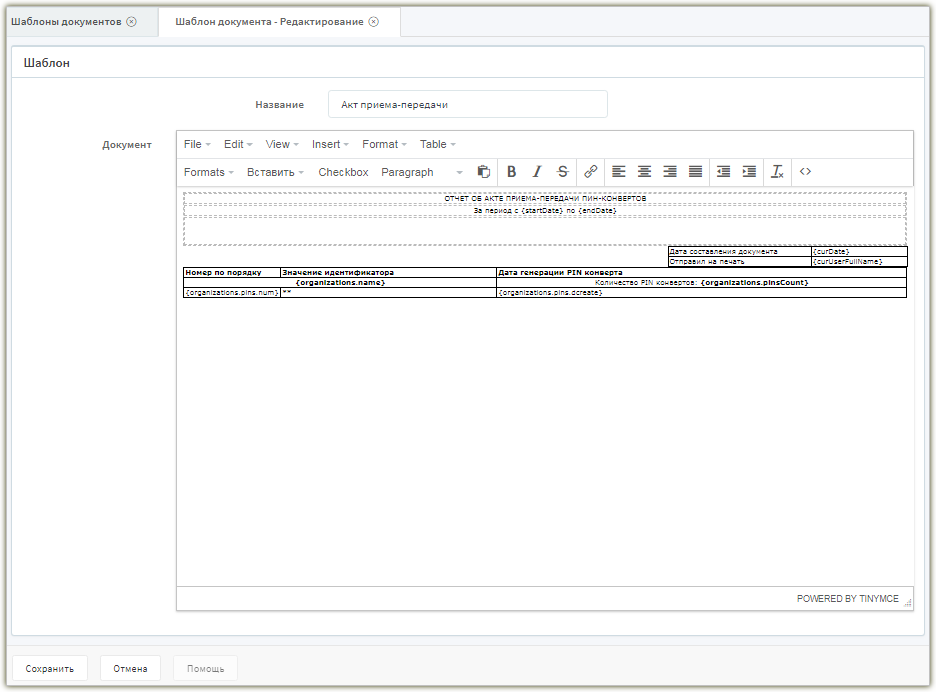 Шаблоны документов
Шаблон документа - Редактирование
Шаблон
Название
Акт приема-передачи
Документ
File Edit View Insert Format Table
Formats Вставить Checkbox Paragraph B I S
ОТЧЕТ ОБ АКТЕ ПРИЕМА-ПЕРЕДАЧИ ПИН-КОНВЕРТОВ
За период с {startDate} по {endDate}
Дата составления документа {curDate}
Отправил на печать {curUserFullName}
Номер по порядку Значение идентификатора Дата генерации PIN конверта
{organizations.name} Количество PIN конвертов: {organizations.pinsCount}
{organizations.pins.num} ** {organizations.pins.dcreate}
POWERED BY TINYMCE
Сохранить Отмена Помощь